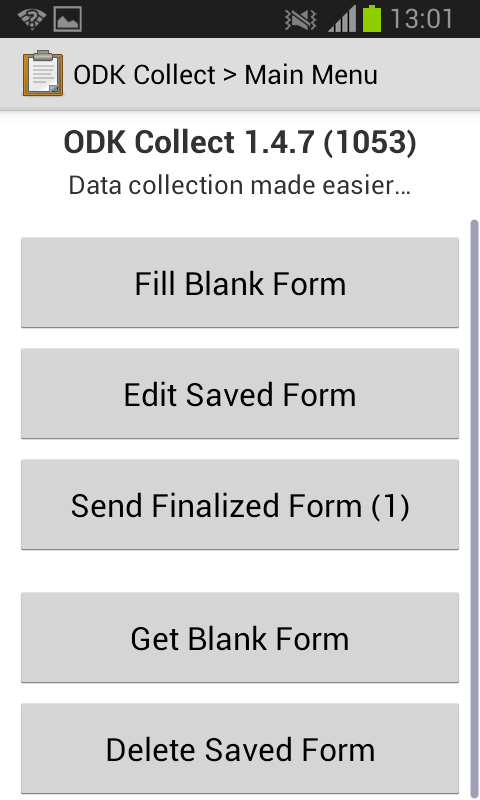 13:01
ODK Collect > Main Menu
ODK Collect 1.4.7 (1053)
Data collection made easier...
Fill Blank Form
Edit Saved Form
Send Finalized Form (1)
Get Blank Form
Delete Saved Form